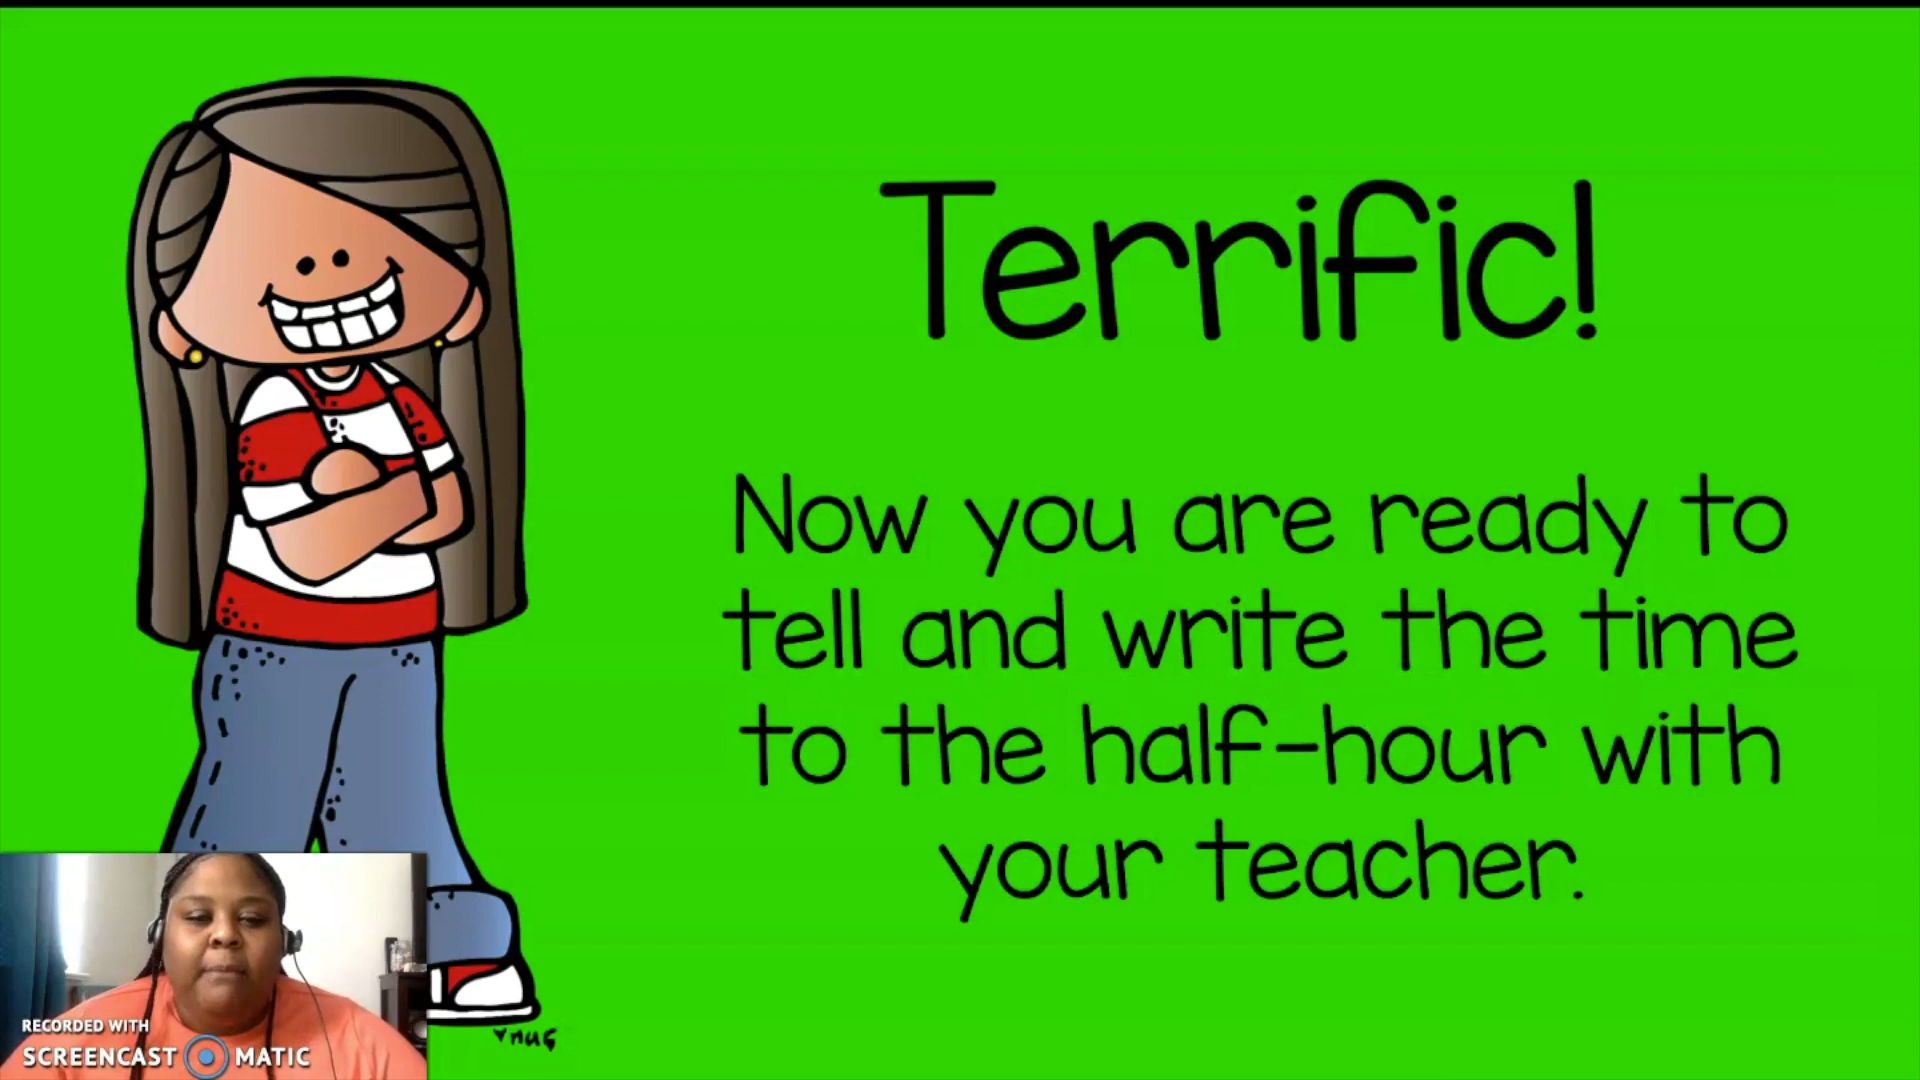 Terrific!
Now you are ready to
tell and write the time
to the half-hour with
your teacher.
RECORDED WITH
SCREENCAST MATIC